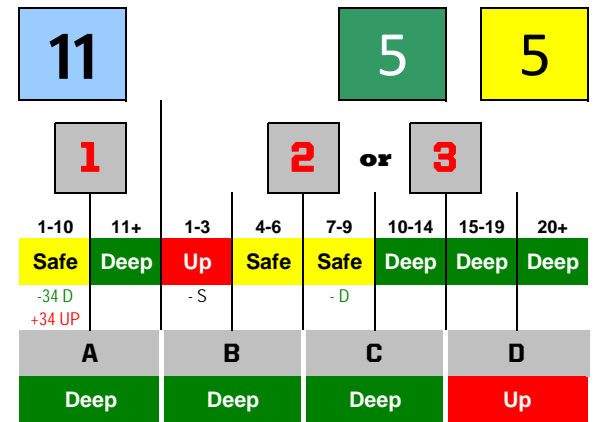 11 5 5
1 2 or 3
1-10 11+ 1-3 4-6 7-9 10-14 15-19 20+
Safe Deep Up Safe Safe Deep Deep Deep
-34 D - S - D
+34 UP
A B C D
Deep Deep Deep Up